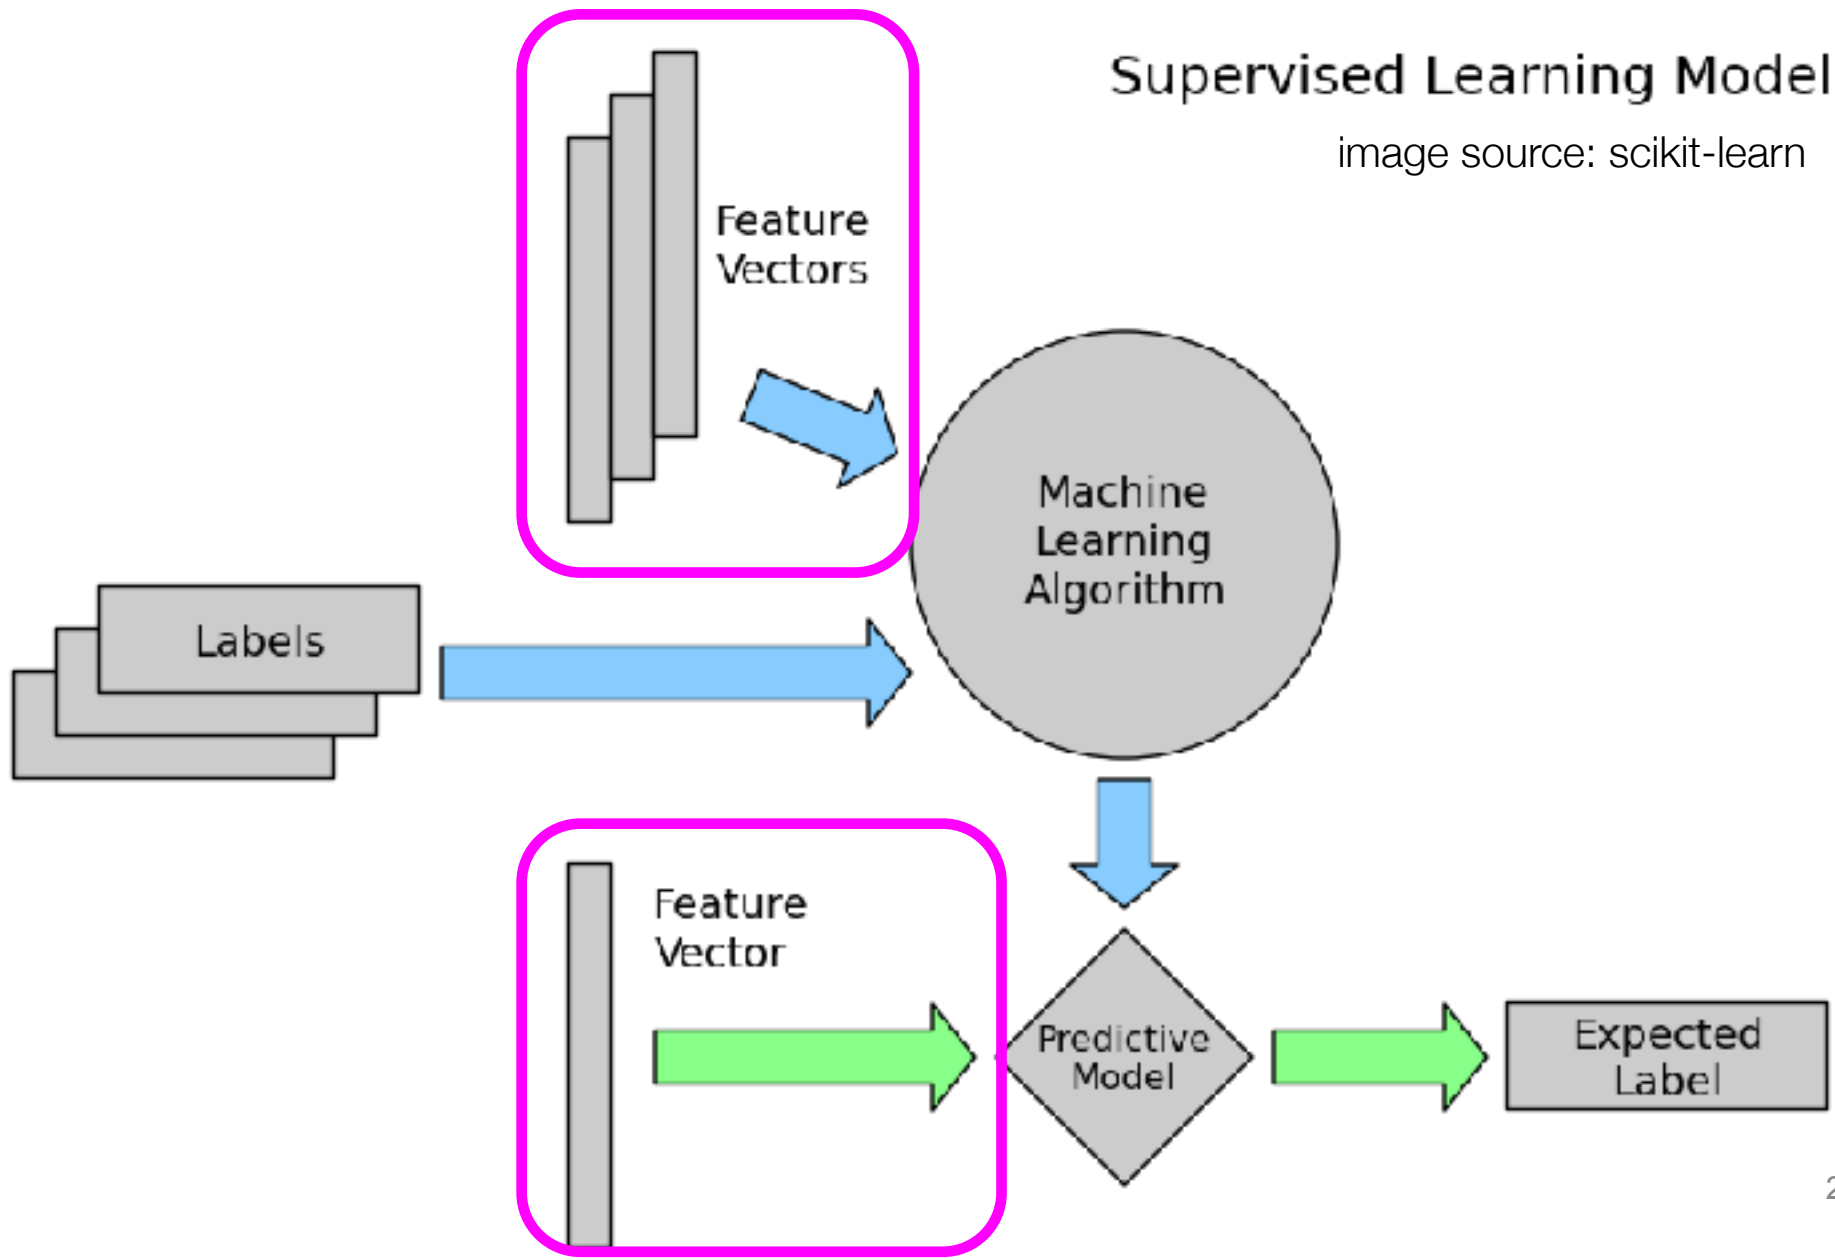 Supervised Learning Model
image source: scikit-learn
Feature
Vectors
Machine
Learning
Algorithm
Labels
Feature
Vector
Predictive
Model
Expected
Label
2